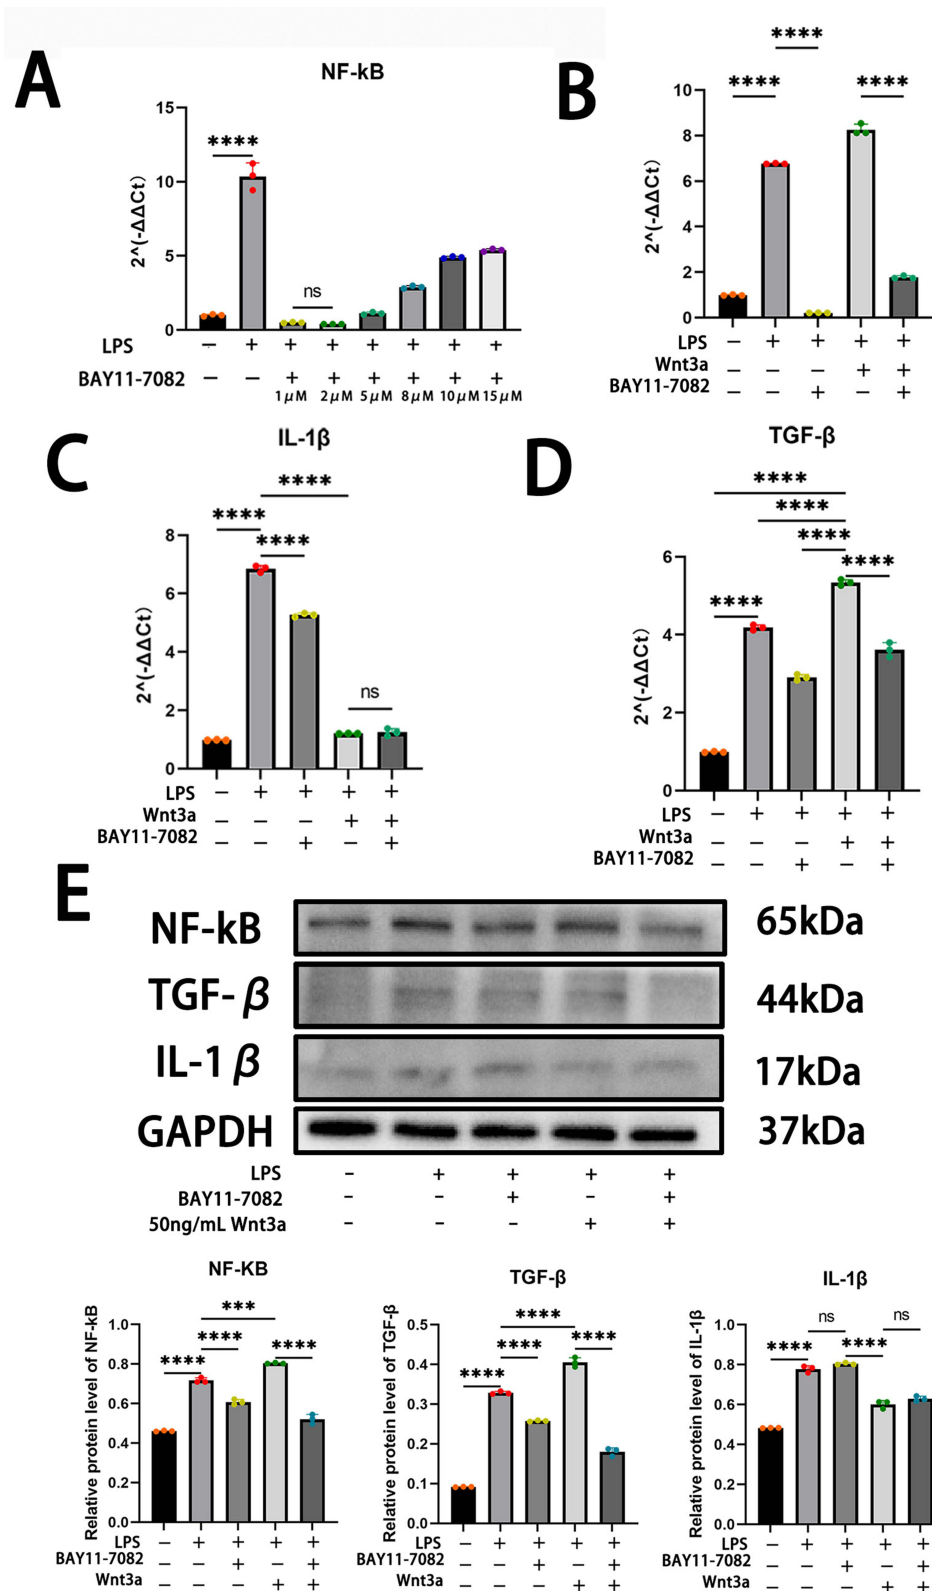 A
NF-kB
2^(-ΔΔCt)
15
10
5
0
****
ns
LPS − + + + + + + +
BAY11-7082 − − + + + + + +
1μM 2μM 5μM 8μM 10μM 15μM
B
2^(-ΔΔCt)
10
8
6
4
2
0
****
**** ****
LPS − + + + +
Wnt3a − − − + +
BAY11-7082 − − + − +
C
IL-1β
2^(-ΔΔCt)
8
6
4
2
0
****
****
****
ns
LPS − + + + +
Wnt3a − − − + +
BAY11-7082 − − + − +
D
TGF-β
2^(-ΔΔCt)
6
4
2
0
****
****
****
****
****
LPS − + + + +
Wnt3a − − − + +
BAY11-7082 − − + − +
E
NF-kB 65kDa
TGF-β 44kDa
IL-1β 17kDa
GAPDH 37kDa
LPS − + + + +
BAY11-7082 − − + − +
50ng/mL Wnt3a − − − + +
NF-KB
Relative protein level of NF-kB
1.0
0.8
0.6
0.4
0.2
0.0
***
****
**** ****
LPS − + + + +
BAY11-7082 − − + − +
Wnt3a − − − + +
TGF-β
Relative protein level of TGF-β
0.5
0.4
0.3
0.2
0.1
0.0
****
**** ****
****
LPS − + + + +
BAY11-7082 − − + − +
Wnt3a − − − + +
IL-1β
Relative protein level of IL-1β
1.0
0.8
0.6
0.4
0.2
0.0
ns ns
**** ****
LPS − + + + +
BAY11-7082 − − + − +
Wnt3a − − − + +